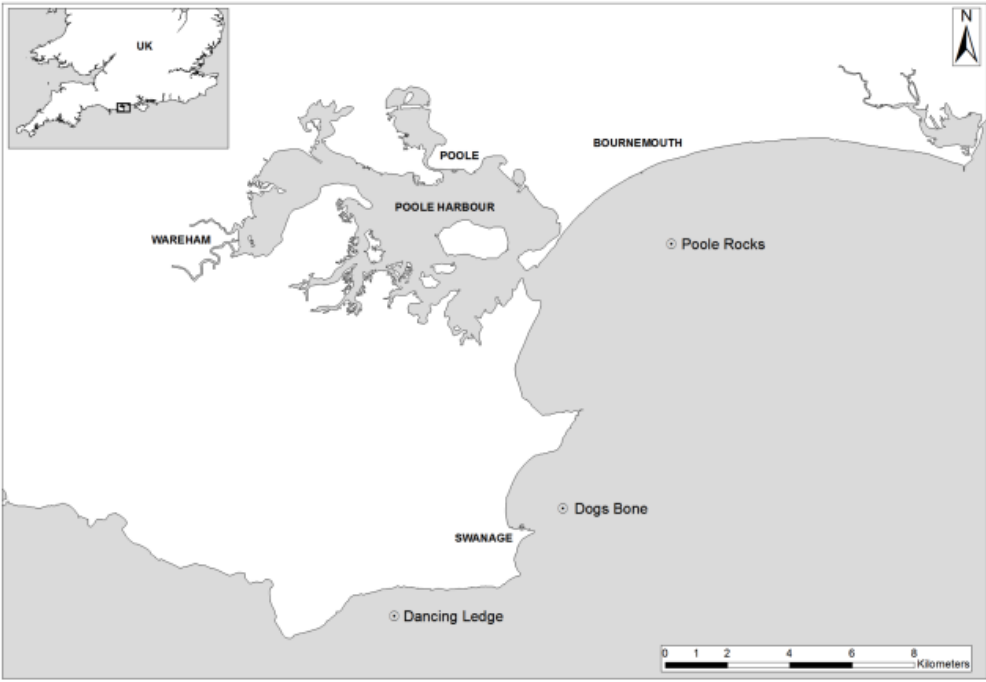 UK
N
BOURNEMOUTH
POOLE
POOLE HARBOUR
WAREHAM
Poole Rocks
Dogs Bone
SWANAGE
Dancing Ledge
0 1 2 4 6 8
Kilometers